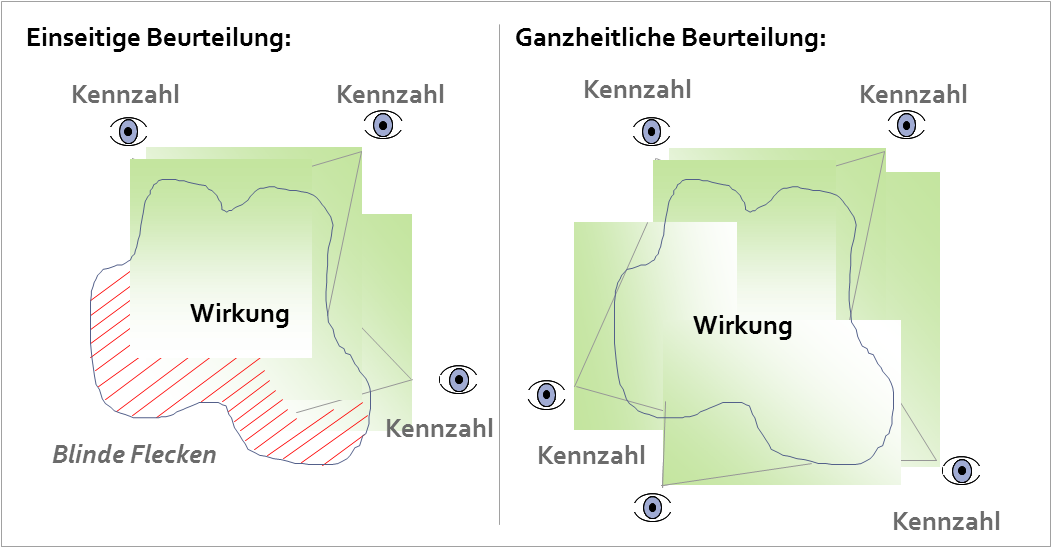 Einseitige Beurteilung:
Kennzahl
Kennzahl
Wirkung
Kennzahl
Blinde Flecken
Ganzheitliche Beurteilung:
Kennzahl
Kennzahl
Wirkung
Kennzahl
Kennzahl